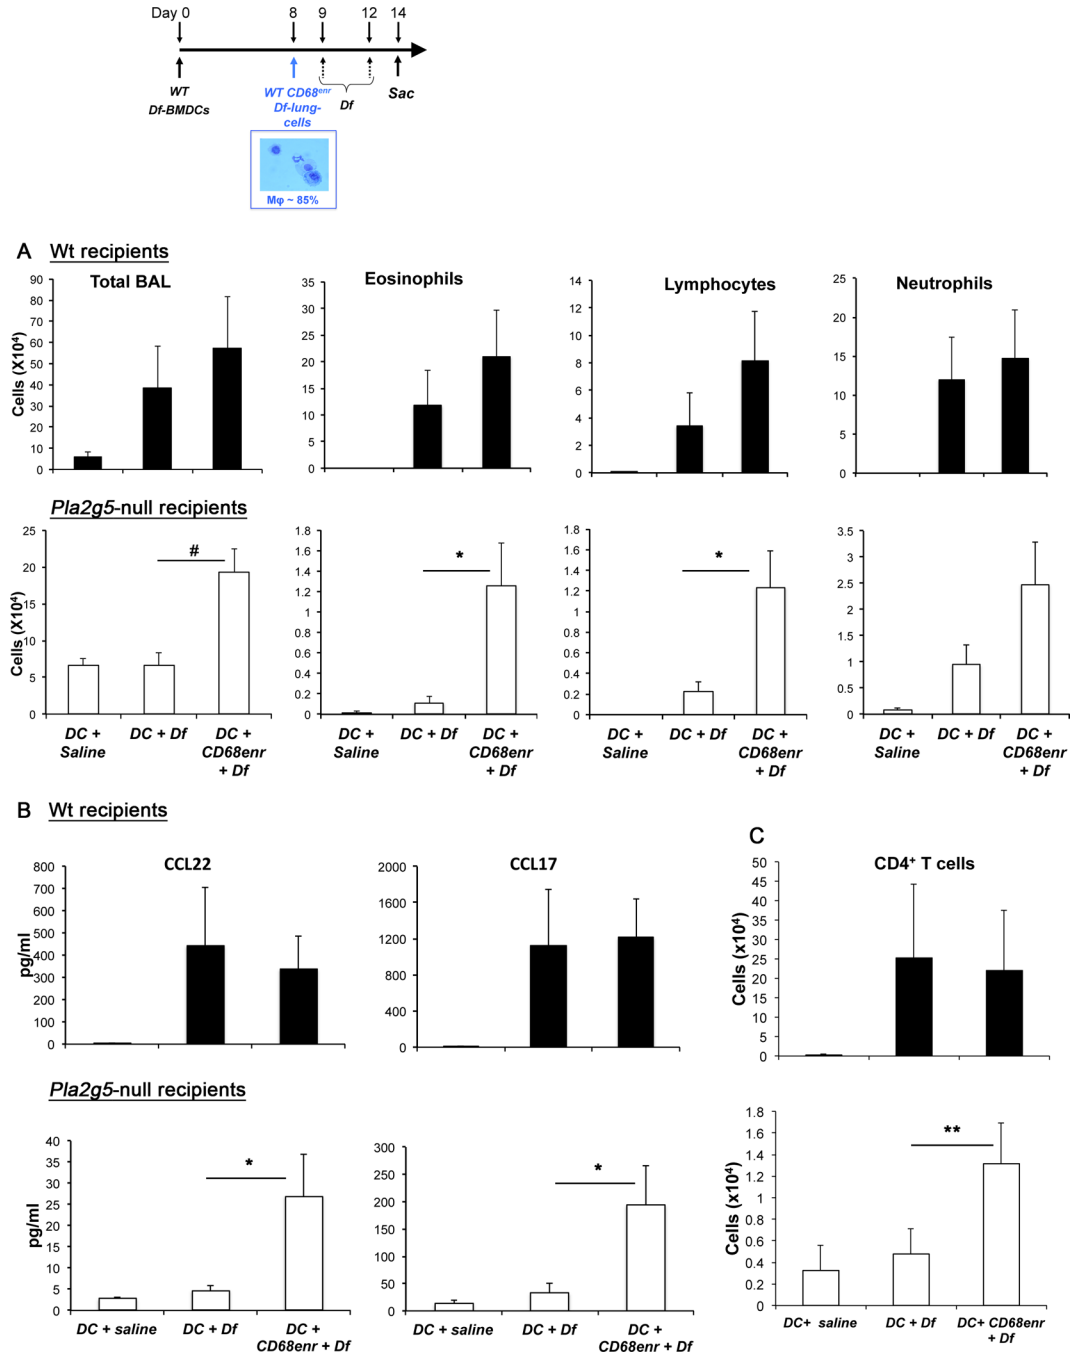 Day 0 8 9 12 14
WT
Df-BMDCs
WT CD68enr
Df-lung-
cells
Df
Sac
Mφ ~ 85%
A Wt recipients
Total BAL
Eosinophils
Lymphocytes
Neutrophils
Cells (X10⁴)
90
80
70
60
50
40
30
20
10
0
35
30
25
20
15
10
5
0
14
12
10
8
6
4
2
0
25
20
15
10
5
0
Pla2g5-null recipients
Cells (X10⁴)
25
20
15
10
5
0
#
1.8
1.6
1.4
1.2
1
0.8
0.6
0.4
0.2
0
*
1.8
1.6
1.4
1.2
1
0.8
0.6
0.4
0.2
0
*
3.5
3
2.5
2
1.5
1
0.5
0
DC +
Saline
DC + Df
DC +
CD68enr
+ Df
DC +
Saline
DC + Df
DC +
CD68enr
+ Df
DC +
Saline
DC + Df
DC +
CD68enr
+ Df
DC +
Saline
DC + Df
DC +
CD68enr
+ Df
B Wt recipients
CCL22
pg/ml
800
700
600
500
400
300
200
100
0
CCL17
2000
1600
1200
800
400
0
C
CD4⁺ T cells
Cells (x10⁴)
50
45
40
35
30
25
20
15
10
5
0
Pla2g5-null recipients
pg/ml
40
35
30
25
20
15
10
5
0
*
300
250
200
150
100
50
0
*
Cells (x10⁴)
1.8
1.6
1.4
1.2
1
0.8
0.6
0.4
0.2
0
**
DC + saline
DC + Df
DC +
CD68enr + Df
DC + saline
DC + Df
DC +
CD68enr + Df
DC+ saline
DC + Df
DC+ CD68enr
+ Df